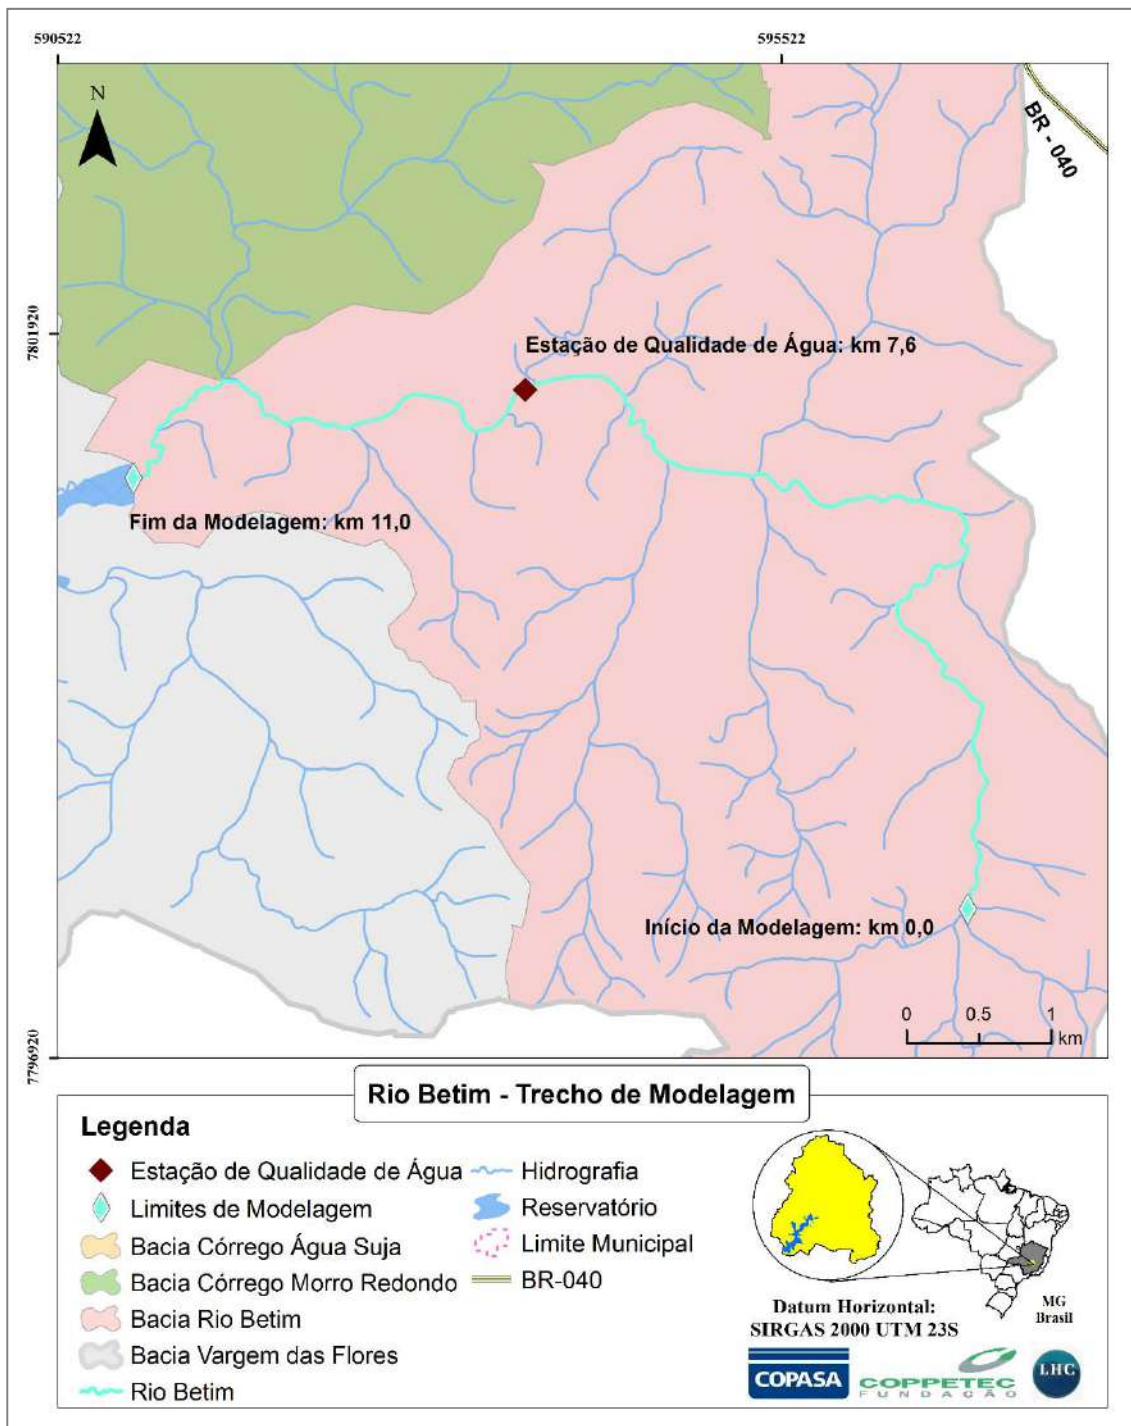 590522
595522
N
BR - 040
7801920
Estação de Qualidade de Água: km 7,6
Fim da Modelagem: km 11,0
Início da Modelagem: km 0,0
0 0.5 1
km
7796920
Rio Betim - Trecho de Modelagem
Legenda
Estação de Qualidade de Água
Limites de Modelagem
Bacia Córrego Água Suja
Bacia Córrego Morro Redondo
Bacia Rio Betim
Bacia Vargem das Flores
Rio Betim
Hidrografia
Reservatório
Limite Municipal
BR-040
MG
Brasil
Datum Horizontal:
SIRGAS 2000 UTM 23S
COPASA
COPPETEC
FUNDAÇÃO
LHC